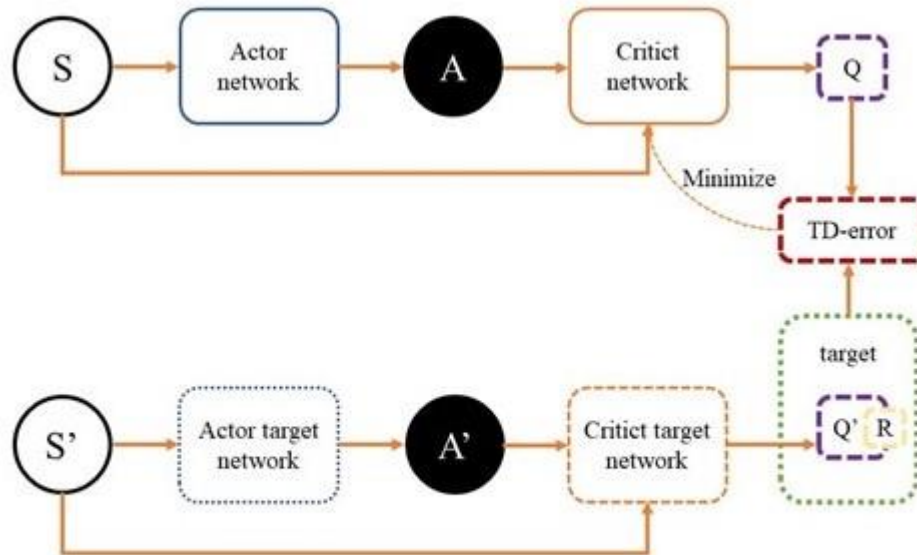 S
Actor
network
A
Critict
network
Q
Minimize
TD-error
target
S'
Actor target
network
A'
Critict target
network
Q'
R